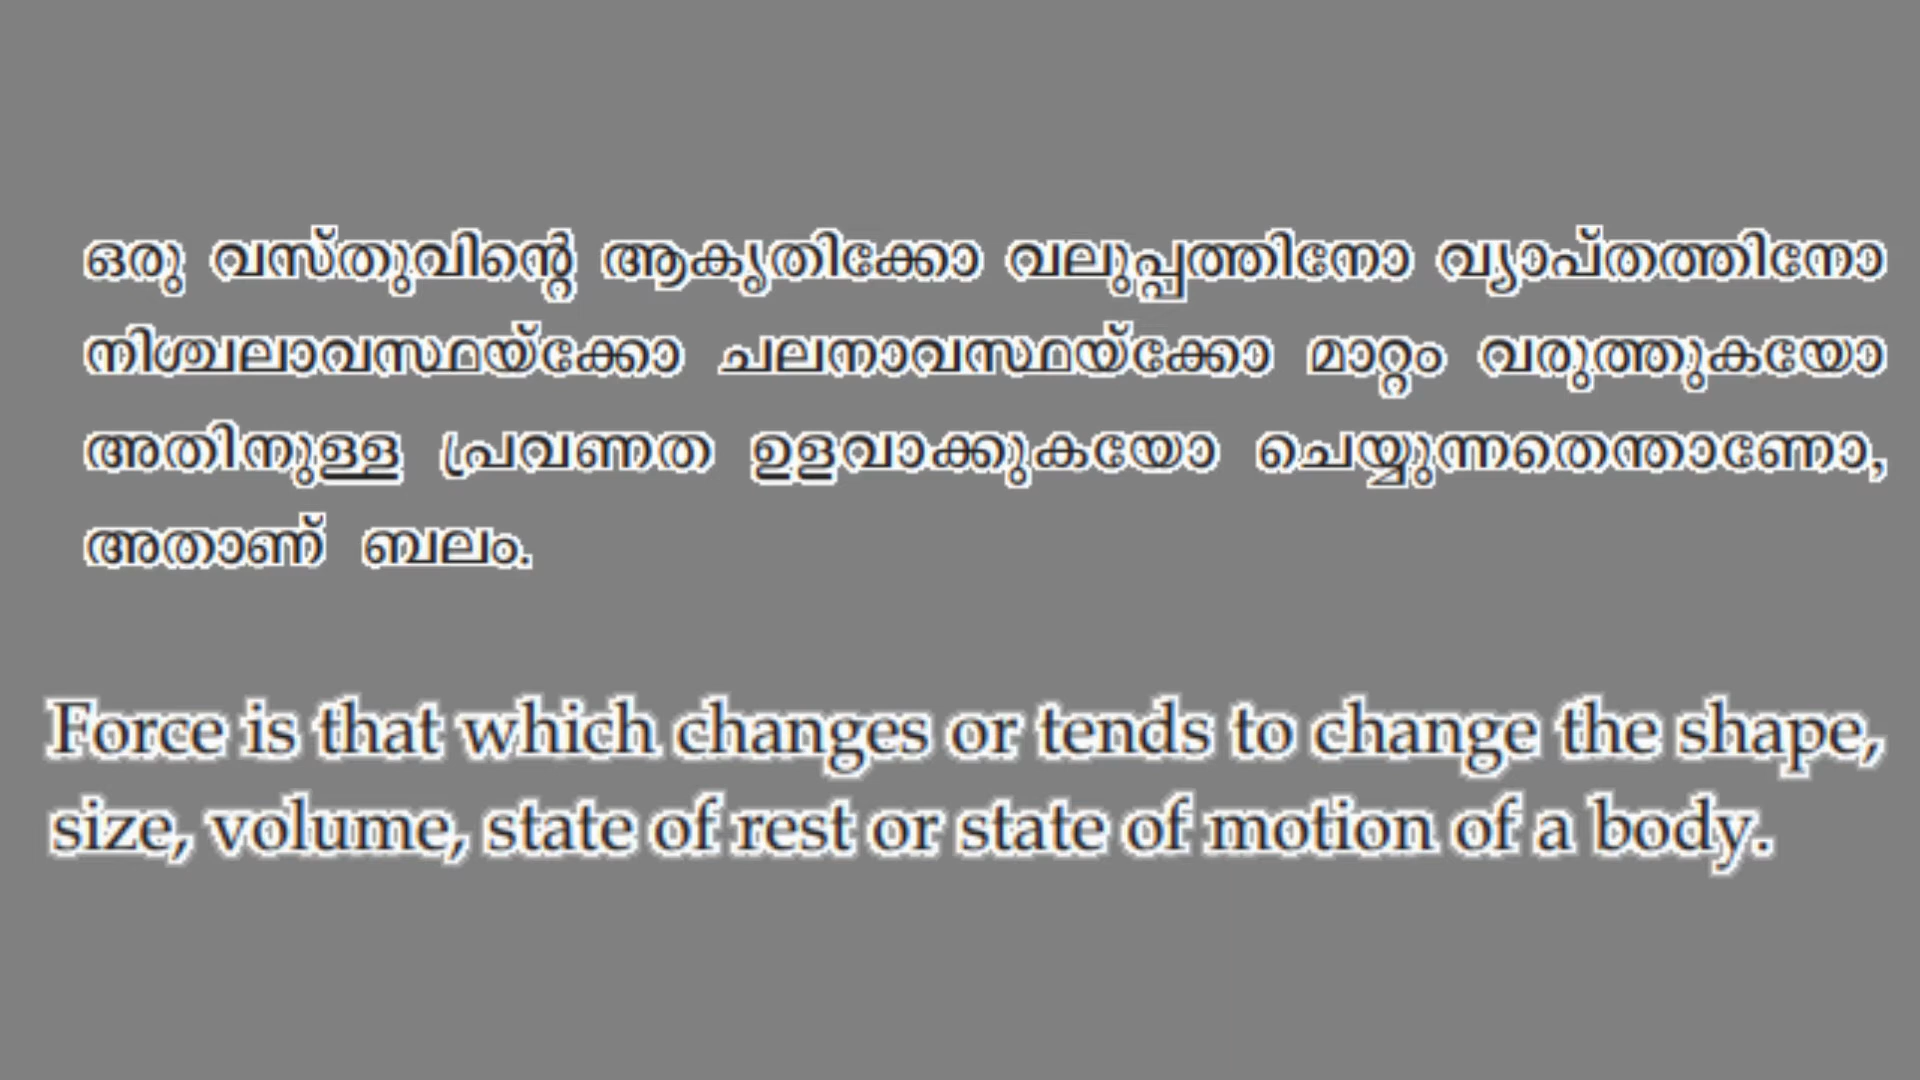 ഒരു വസ്തുവിന്റെ ആകൃതിക്കോ വലുപ്പത്തിനോ വ്യാപ്തത്തിനോ
നിശ്ചലാവസ്ഥയ്ക്കോ ചലനാവസ്ഥയ്ക്കോ മാറ്റം വരുത്തുകയോ
അതിനുള്ള പ്രവണത ഉളവാക്കുകയോ ചെയ്യുന്നതെന്താണോ,
അതാണ് ബലം.
Force is that which changes or tends to change the shape,
size, volume, state of rest or state of motion of a body.